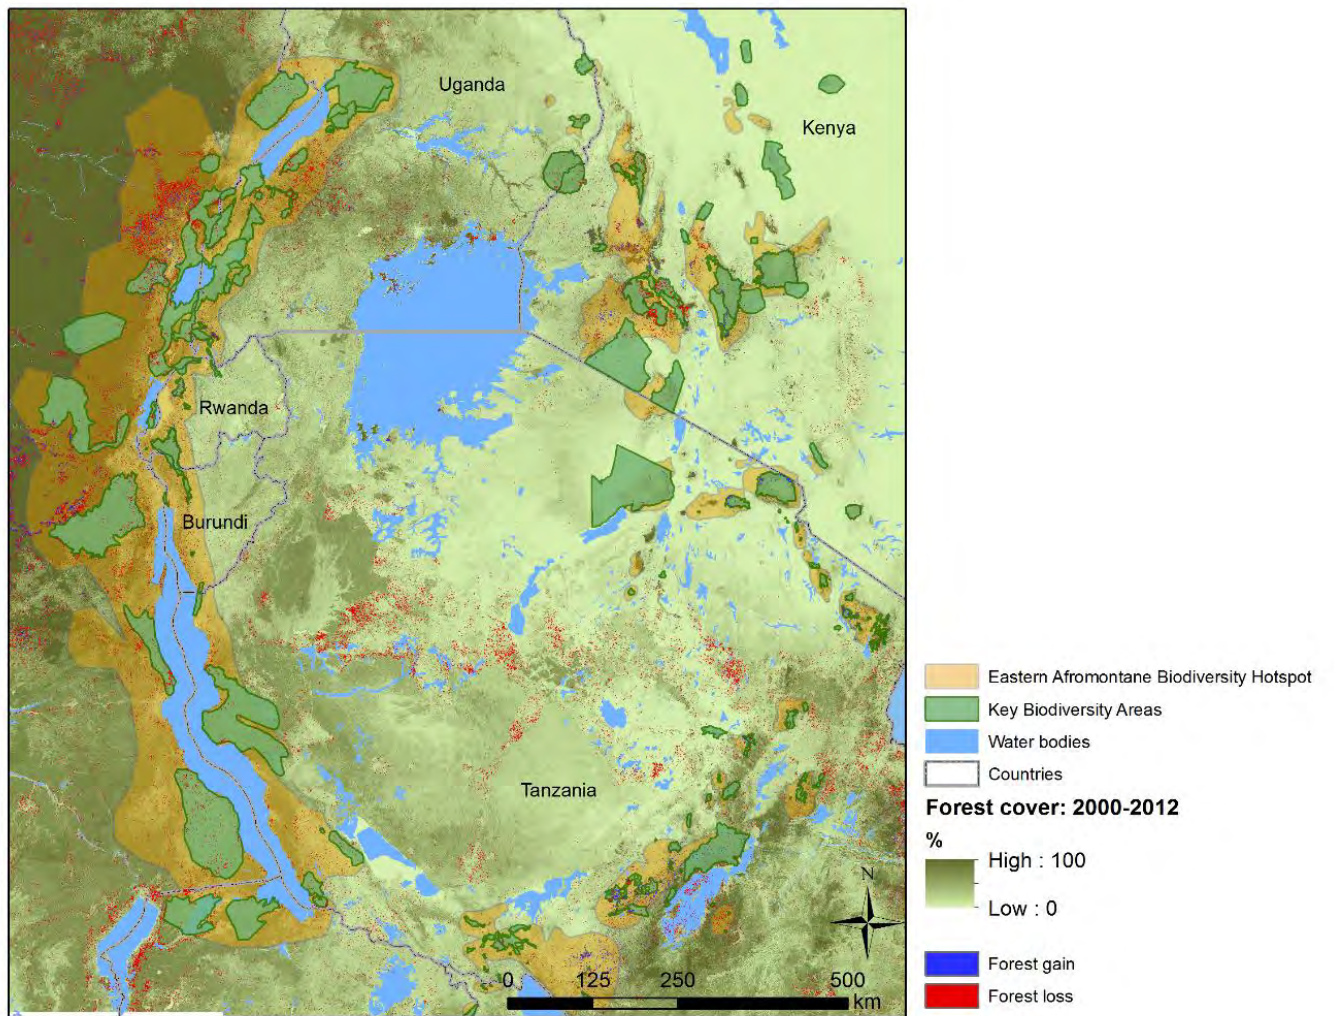 Uganda
Kenya
Rwanda
Burundi
Tanzania
N
0 125 250 500
km
Eastern Afromontane Biodiversity Hotspot
Key Biodiversity Areas
Water bodies
Countries
Forest cover: 2000-2012
%
High : 100
Low : 0
Forest gain
Forest loss